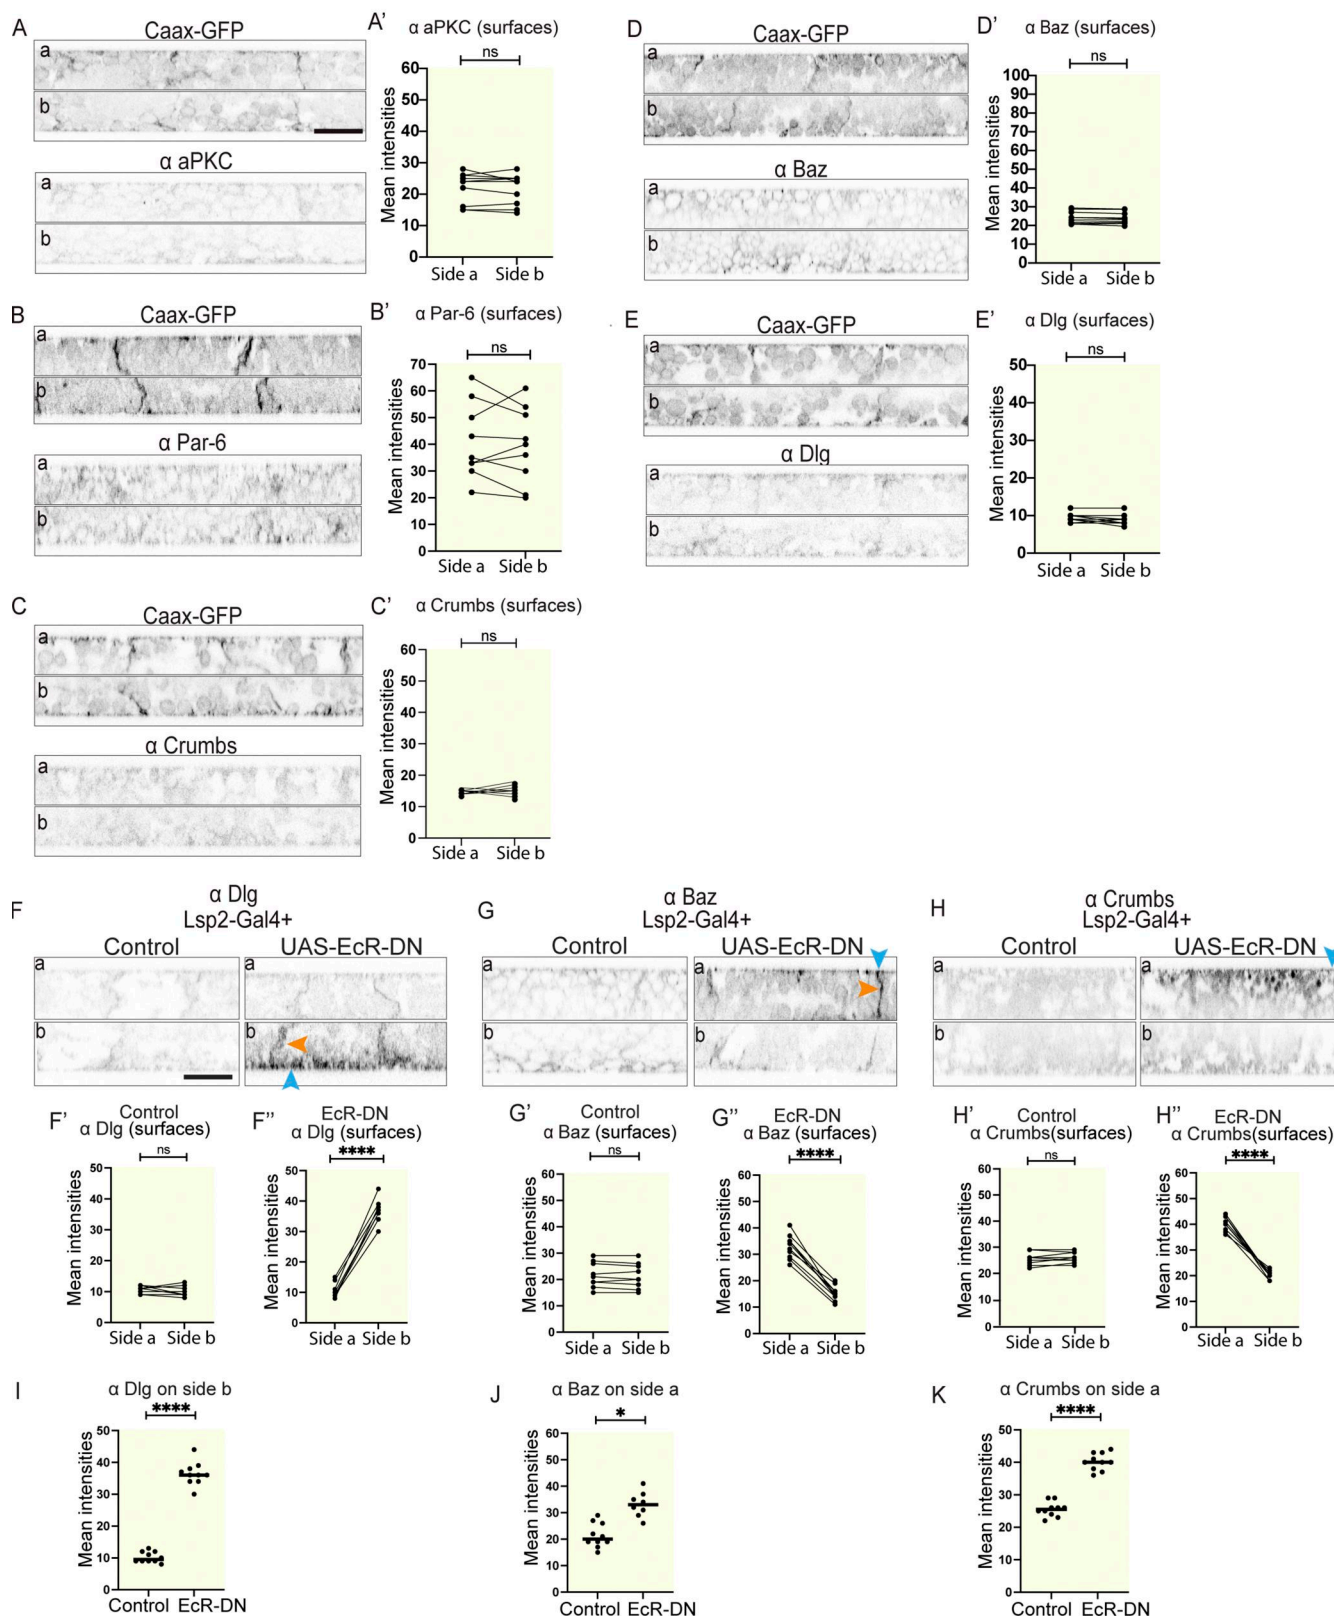 A
Caax-GFP
a
b
α aPKC
a
b
A’
α aPKC (surfaces)
ns
Mean intensities
60
50
40
30
20
10
0
Side a Side b
D
Caax-GFP
a
b
α Baz
a
b
D’
α Baz (surfaces)
ns
Mean intensities
100
90
80
70
60
50
40
30
20
10
0
Side a Side b
B
Caax-GFP
a
b
α Par-6
a
b
B’
α Par-6 (surfaces)
ns
Mean intensities
70
60
50
40
30
20
10
0
Side a Side b
E
Caax-GFP
a
b
α Dlg
a
b
E’
α Dlg (surfaces)
ns
Mean intensities
50
40
30
20
10
0
Side a Side b
C
Caax-GFP
a
b
α Crumbs
a
b
C’
α Crumbs (surfaces)
ns
Mean intensities
60
50
40
30
20
10
0
Side a Side b
F
α Dlg
Lsp2-Gal4+
Control UAS-EcR-DN
a a
b b
G
α Baz
Lsp2-Gal4+
Control UAS-EcR-DN
a a
b b
H
α Crumbs
Lsp2-Gal4+
Control UAS-EcR-DN
a a
b b
F’
Control
α Dlg (surfaces)
ns
Mean intensities
50
40
30
20
10
0
Side a Side b
F’’
EcR-DN
α Dlg (surfaces)
****
Mean intensities
50
40
30
20
10
0
Side a Side b
G’
Control
α Baz (surfaces)
ns
Mean intensities
60
50
40
30
20
10
0
Side a Side b
G’’
EcR-DN
α Baz (surfaces)
****
Mean intensities
60
50
40
30
20
10
0
Side a Side b
H’
Control
α Crumbs(surfaces)
ns
Mean intensities
60
50
40
30
20
10
0
Side a Side b
H’’
EcR-DN
α Crumbs(surfaces)
****
Mean intensities
60
50
40
30
20
10
0
Side a Side b
I
α Dlg on side b
****
Mean intensities
50
40
30
20
10
0
Control EcR-DN
J
α Baz on side a
*
Mean intensities
60
50
40
30
20
10
0
Control EcR-DN
K
α Crumbs on side a
****
Mean intensities
50
40
30
20
10
0
Control EcR-DN